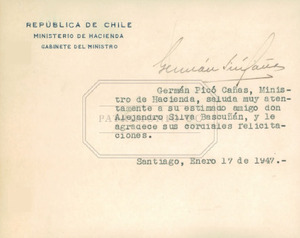 REPÚBLICA DE CHILE
MINISTERIO DE HACIENDA
GABINETE DEL MINISTRO
Germán Picó Cañas, Minis-
tro de Hacienda, saluda muy aten-
tamente a su estimado amigo don
Alejandro Silva Bascuñán, y le
agradece sus cordiales felicita-
ciones.
Santiago, Enero 17 de 1947.-